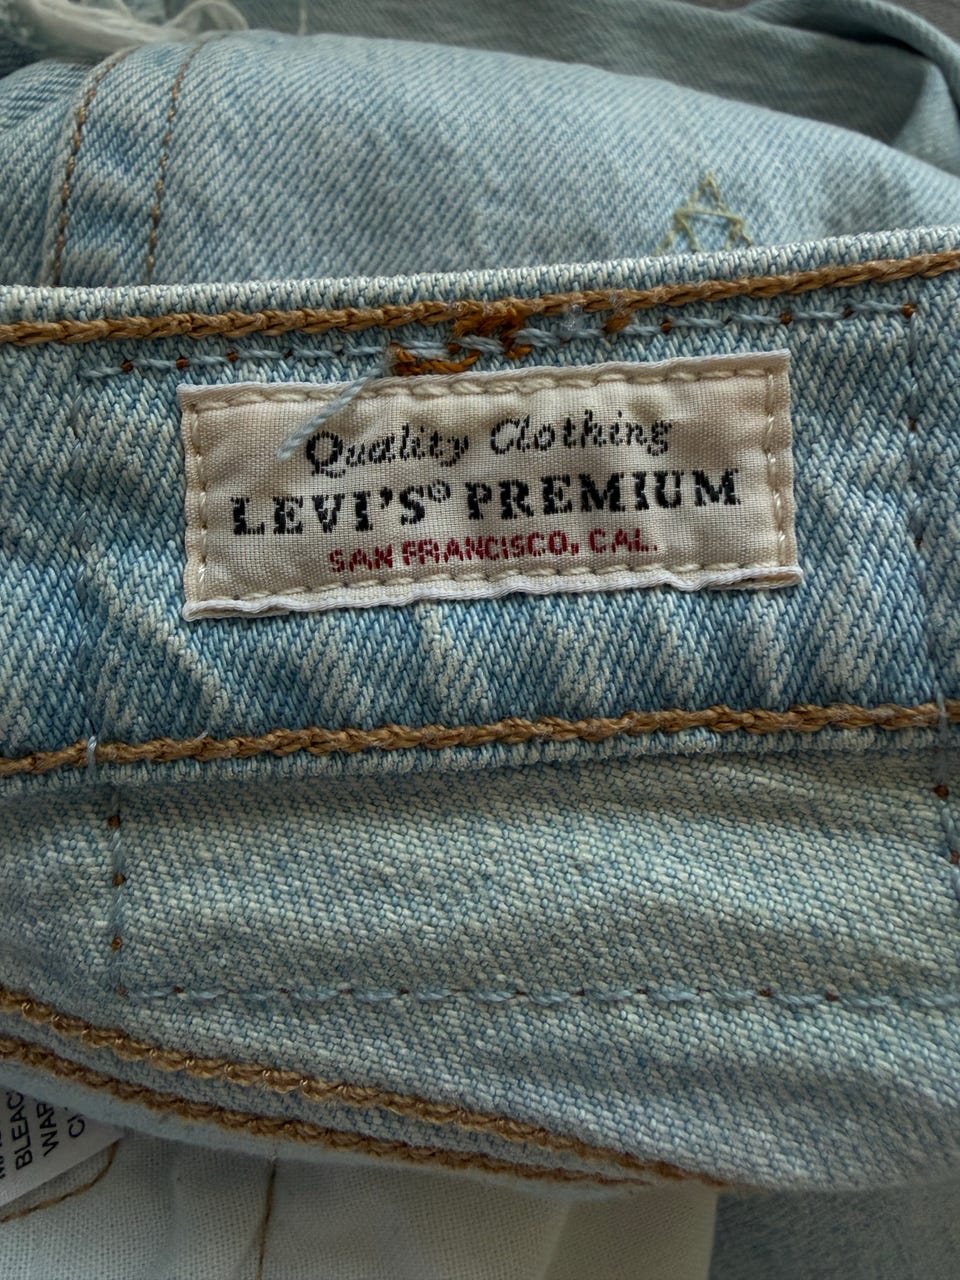 Quality Clothing
LEVI'S® PREMIUM
SAN FRANCISCO, CAL.
BLEAC
WAR